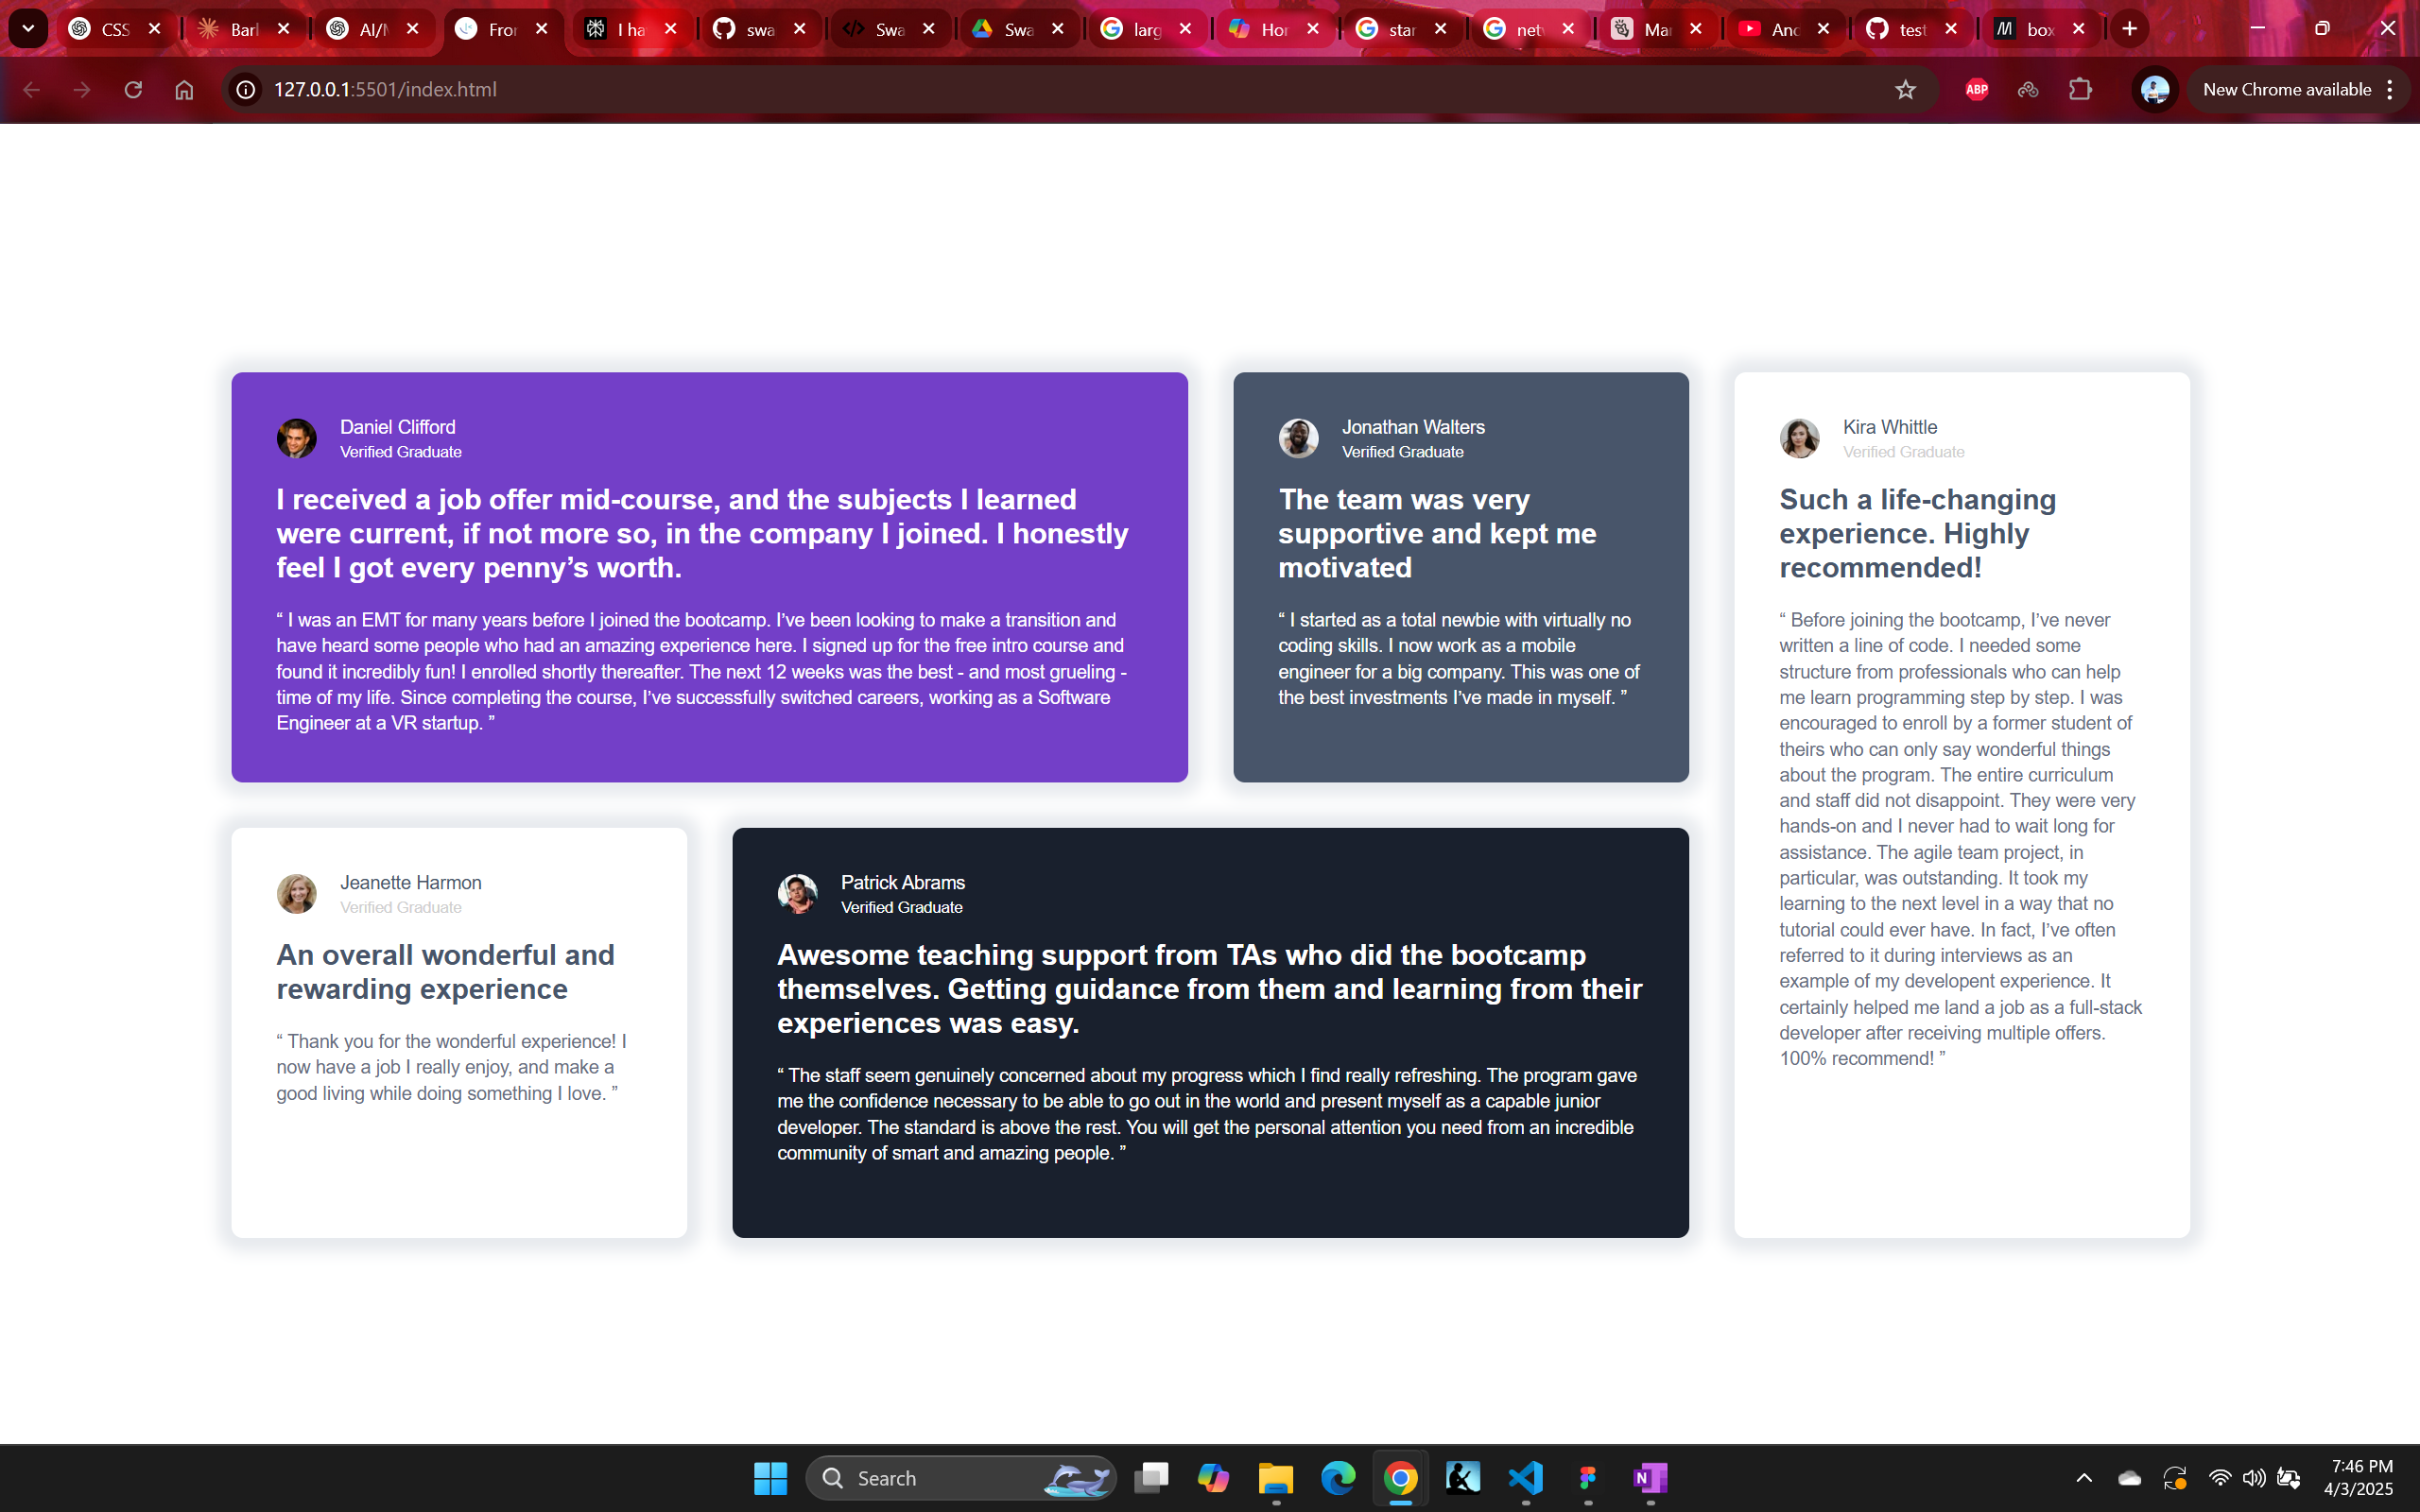 CSS
Barl
AI/M
Fror
I ha
swa
Swa
Swa
larg
Hor
star
netv
Mar
Anc
test
box
127.0.0.1:5501/index.html
ABP
New Chrome available
Daniel Clifford
Verified Graduate
I received a job offer mid-course, and the subjects I learned
were current, if not more so, in the company I joined. I honestly
feel I got every penny’s worth.
“ I was an EMT for many years before I joined the bootcamp. I’ve been looking to make a transition and
have heard some people who had an amazing experience here. I signed up for the free intro course and
found it incredibly fun! I enrolled shortly thereafter. The next 12 weeks was the best - and most grueling -
time of my life. Since completing the course, I’ve successfully switched careers, working as a Software
Engineer at a VR startup. ”
Jonathan Walters
Verified Graduate
The team was very
supportive and kept me
motivated
“ I started as a total newbie with virtually no
coding skills. I now work as a mobile
engineer for a big company. This was one of
the best investments I’ve made in myself. ”
Kira Whittle
Verified Graduate
Such a life-changing
experience. Highly
recommended!
“ Before joining the bootcamp, I’ve never
written a line of code. I needed some
structure from professionals who can help
me learn programming step by step. I was
encouraged to enroll by a former student of
theirs who can only say wonderful things
about the program. The entire curriculum
and staff did not disappoint. They were very
hands-on and I never had to wait long for
assistance. The agile team project, in
particular, was outstanding. It took my
learning to the next level in a way that no
tutorial could ever have. In fact, I’ve often
referred to it during interviews as an
example of my developent experience. It
certainly helped me land a job as a full-stack
developer after receiving multiple offers.
100% recommend! ”
Jeanette Harmon
Verified Graduate
An overall wonderful and
rewarding experience
“ Thank you for the wonderful experience! I
now have a job I really enjoy, and make a
good living while doing something I love. ”
Patrick Abrams
Verified Graduate
Awesome teaching support from TAs who did the bootcamp
themselves. Getting guidance from them and learning from their
experiences was easy.
“ The staff seem genuinely concerned about my progress which I find really refreshing. The program gave
me the confidence necessary to be able to go out in the world and present myself as a capable junior
developer. The standard is above the rest. You will get the personal attention you need from an incredible
community of smart and amazing people. ”
Search
N
7:46 PM
4/3/2025